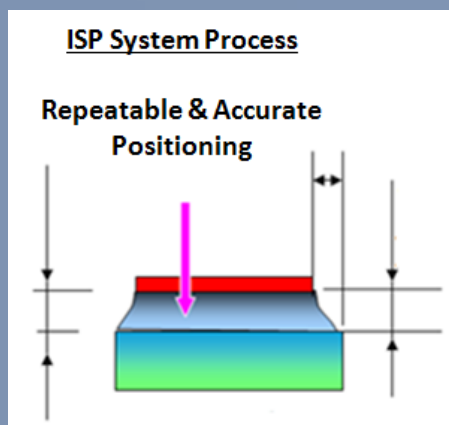 ISP System Process
Repeatable & Accurate
Positioning